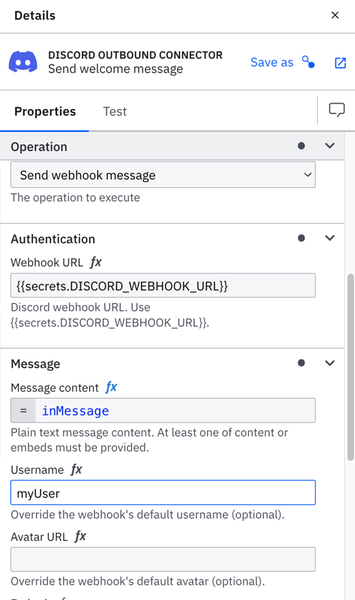 Details
DISCORD OUTBOUND CONNECTOR
Send welcome message
Save as
Properties
Test
Operation
Send webhook message
The operation to execute
Authentication
Webhook URL fx
{{secrets.DISCORD_WEBHOOK_URL}}
Discord webhook URL. Use
{{secrets.DISCORD_WEBHOOK_URL}}.
Message
Message content fx
= inMessage
Plain text message content. At least one of content or
embeds must be provided.
Username fx
myUser
Override the webhook's default username (optional).
Avatar URL fx
Override the webhook's default avatar (optional).